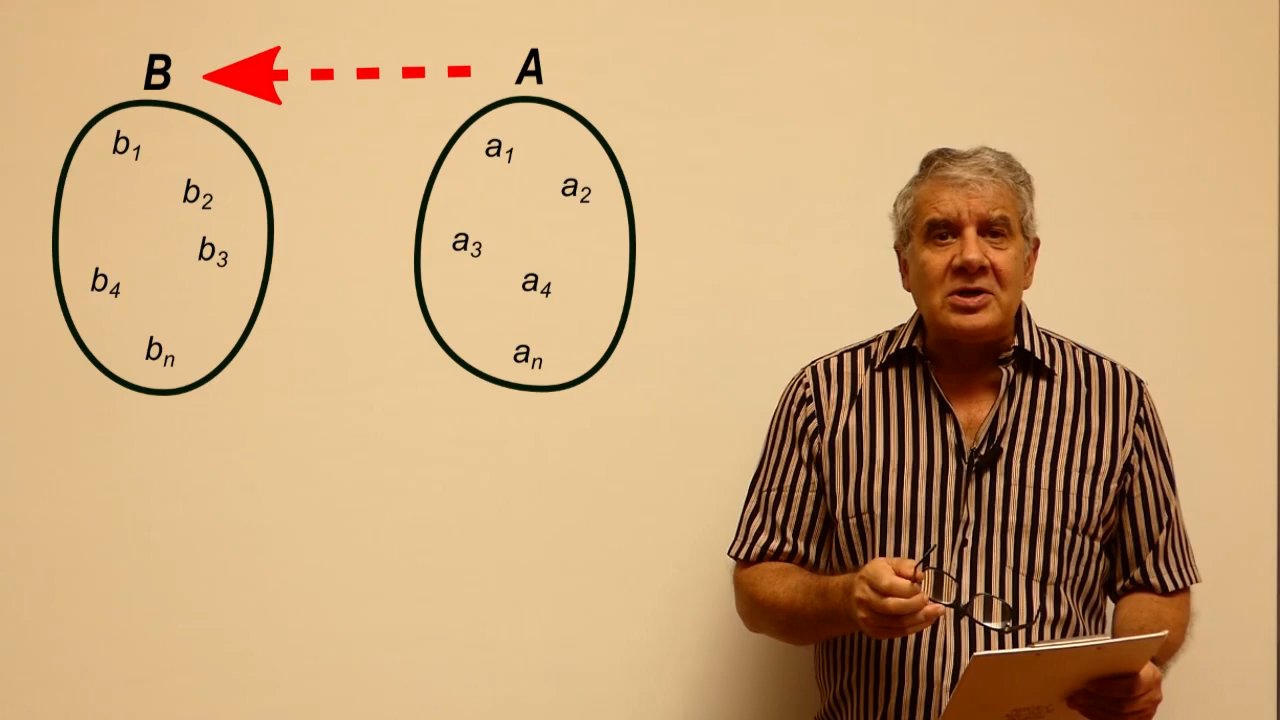 B A
b₁ a₁
b₂ a₂
b₃ a₃
b₄ a₄
bₙ aₙ